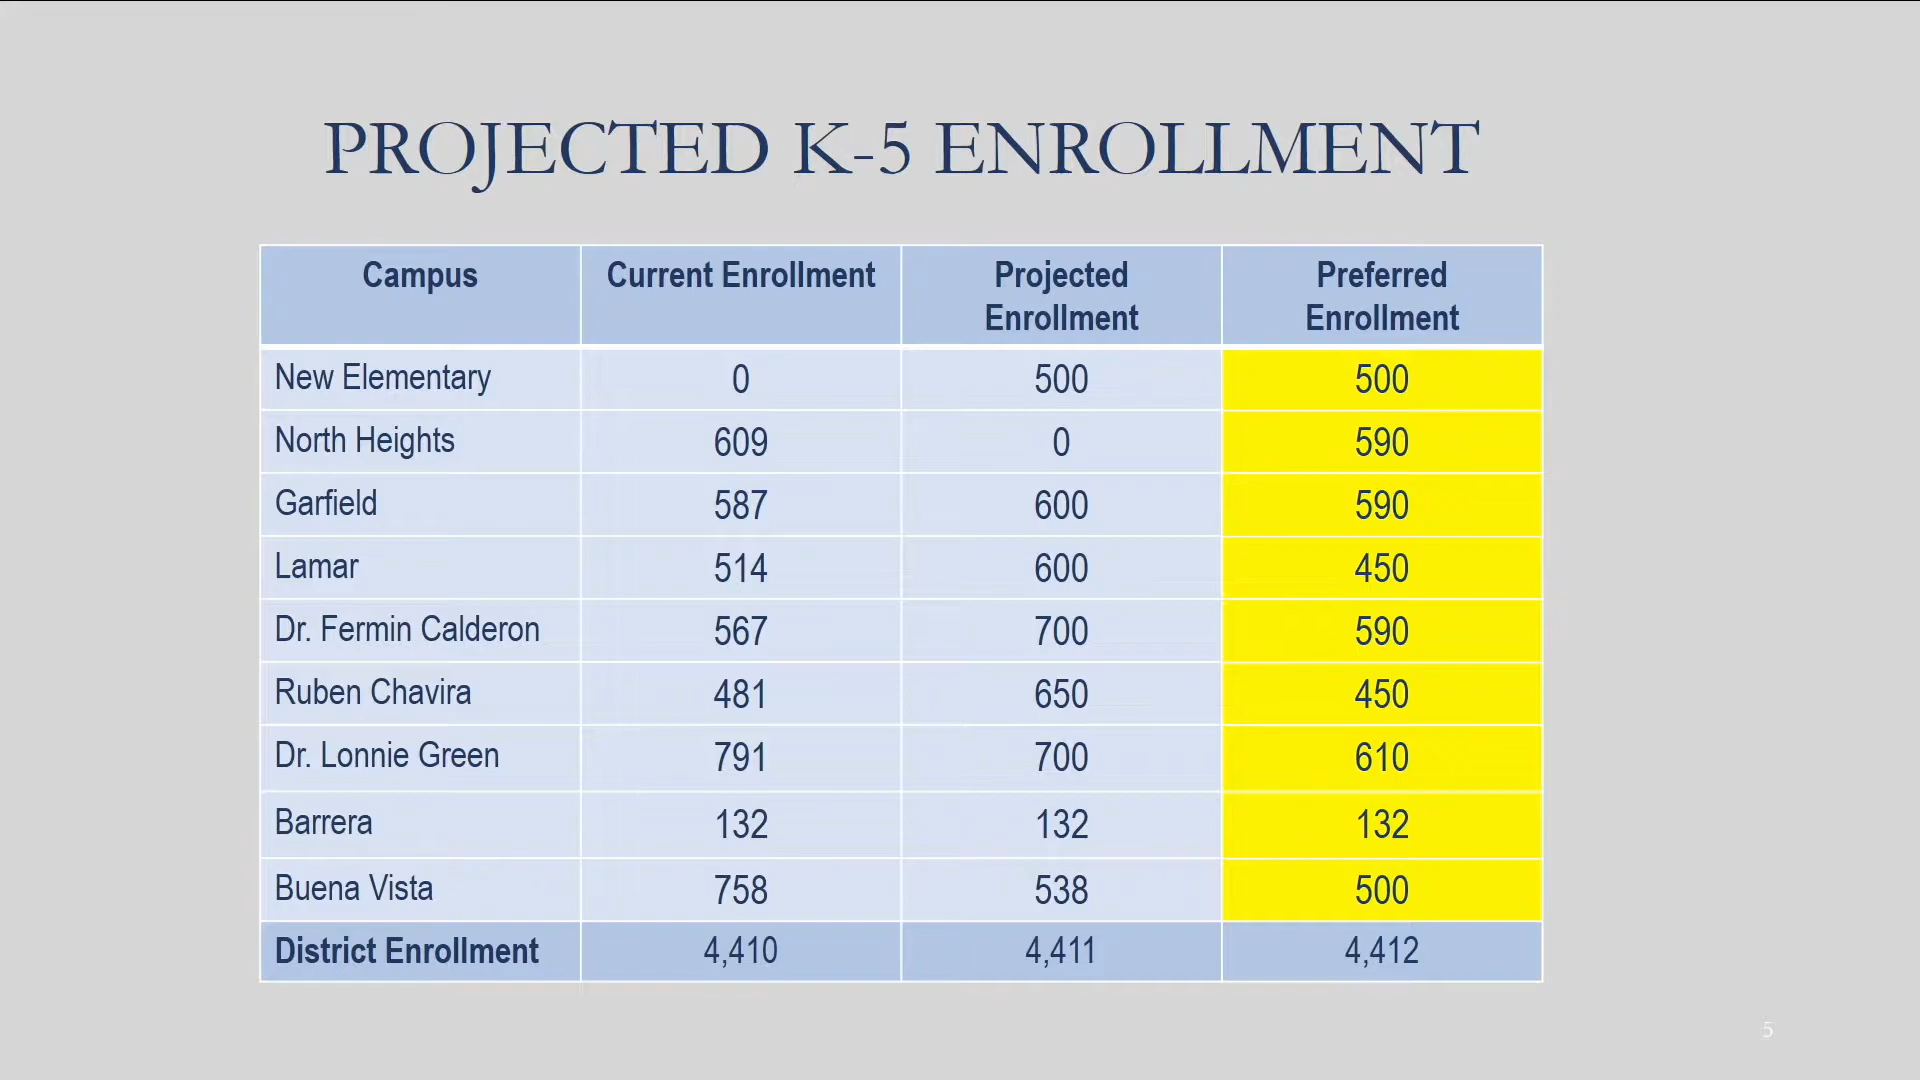 PROJECTED K-5 ENROLLMENT
Campus Current Enrollment Projected Enrollment Preferred Enrollment
New Elementary 0 500 500
North Heights 609 0 590
Garfield 587 600 590
Lamar 514 600 450
Dr. Fermin Calderon 567 700 590
Ruben Chavira 481 650 450
Dr. Lonnie Green 791 700 610
Barrera 132 132 132
Buena Vista 758 538 500
District Enrollment 4,410 4,411 4,412
5